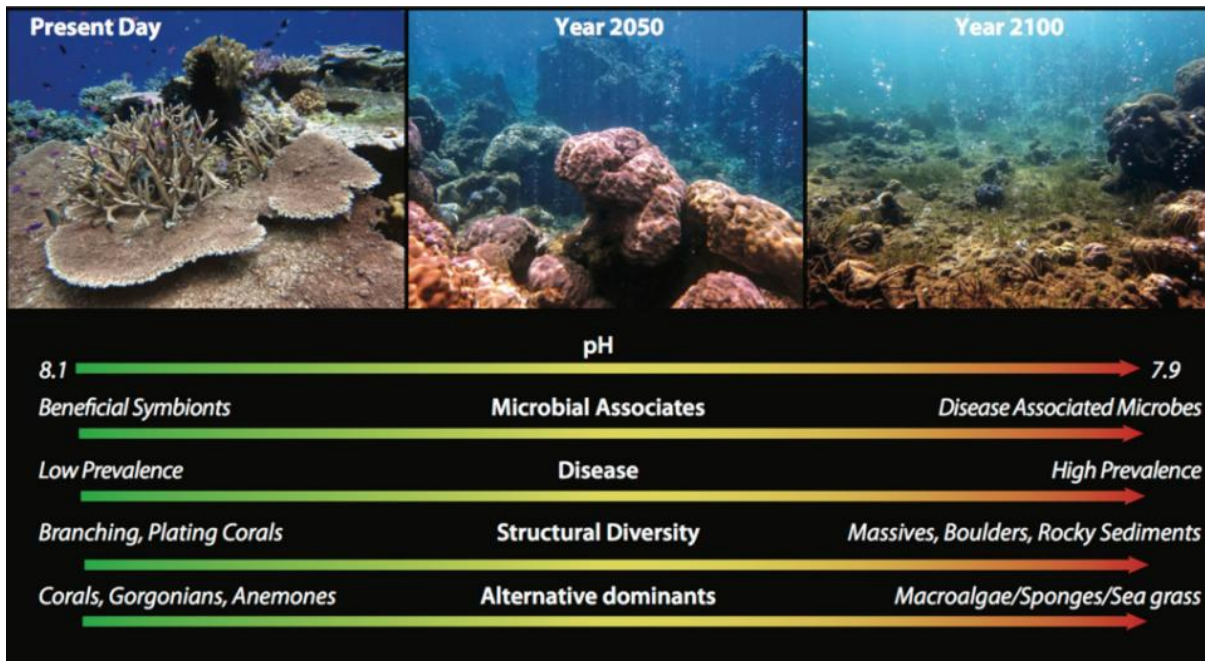 Present Day
Year 2050
Year 2100
pH
8.1
7.9
Beneficial Symbionts
Microbial Associates
Disease Associated Microbes
Low Prevalence
Disease
High Prevalence
Branching, Plating Corals
Structural Diversity
Massives, Boulders, Rocky Sediments
Corals, Gorgonians, Anemones
Alternative dominants
Macroalgae/Sponges/Sea grass